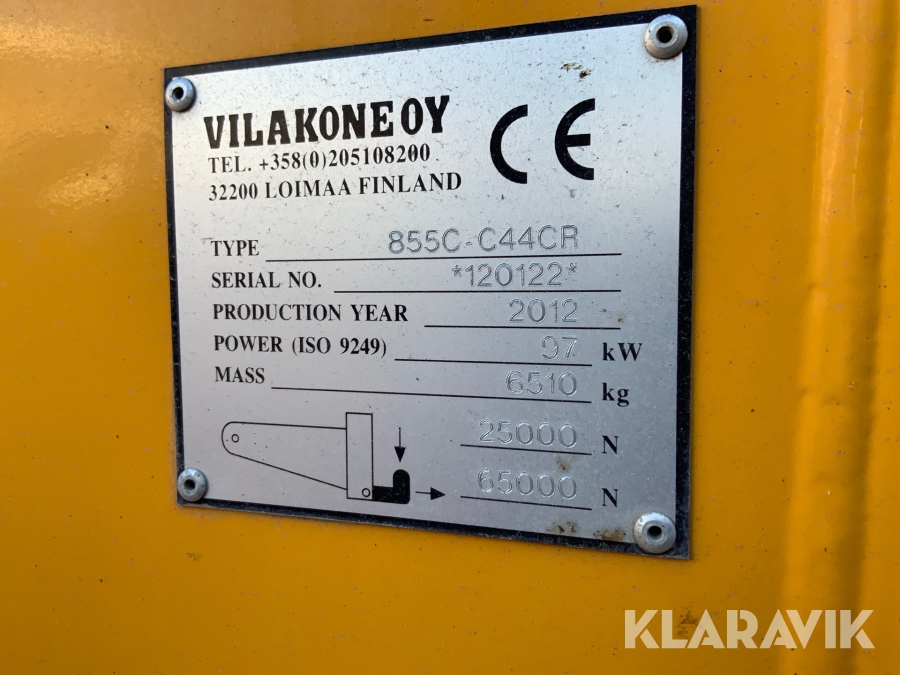 VILAKONE OY
TEL. +358(0)205108200
32200 LOIMAA FINLAND
CE
TYPE 855C-C44CR
SERIAL NO. *120122*
PRODUCTION YEAR 2012
POWER (ISO 9249) 97 kW
MASS 6510 kg
25000 N
65000 N
KLARAVIK